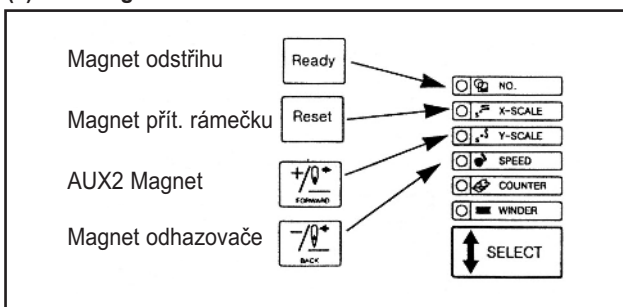 Magnet odstřihu
Ready
NO.
Magnet přít. rámečku
Reset
X-SCALE
Y-SCALE
AUX2 Magnet
+/
FORWARD
SPEED
COUNTER
WINDER
Magnet odhazovače
−/
BACK
SELECT